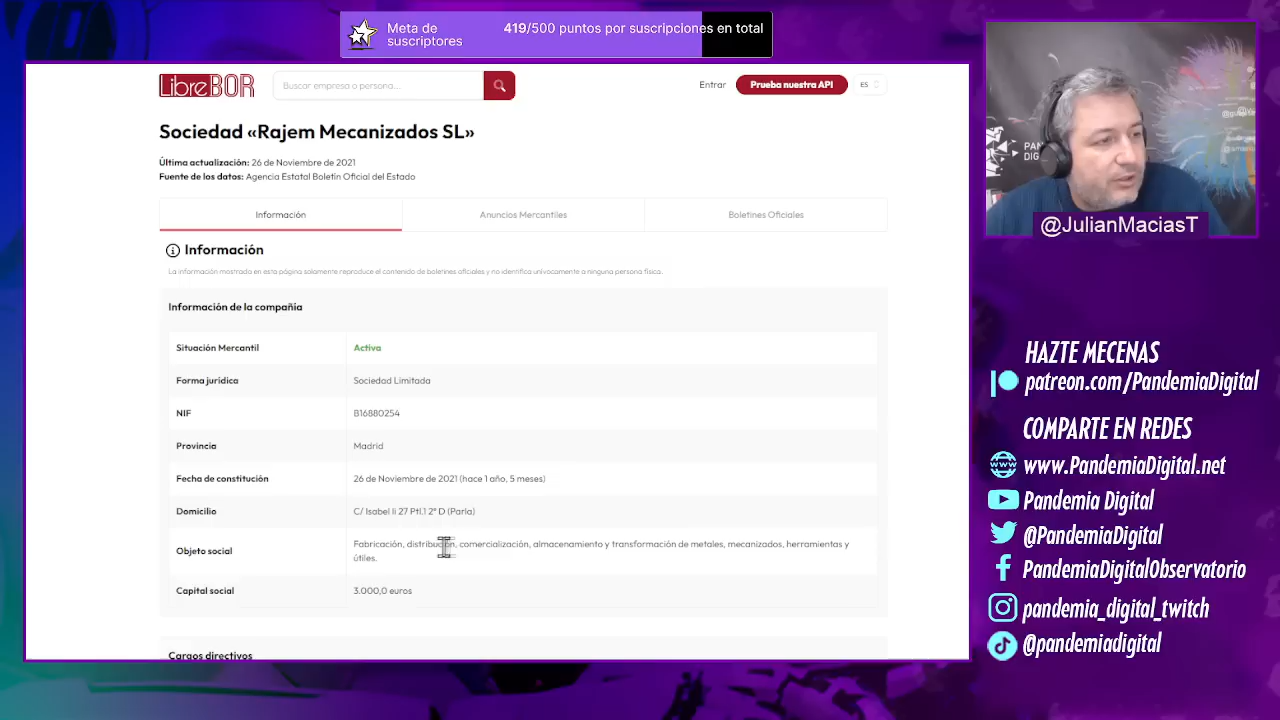 Meta de
suscriptores
419/500 puntos por suscripciones en total
LibreBOR
Buscar empresa o persona...
Entrar
Prueba nuestra API
ES
Sociedad «Rajem Mecanizados SL»
Última actualización: 26 de Noviembre de 2021
Fuente de los datos: Agencia Estatal Boletín Oficial del Estado
Información
Anuncios Mercantiles
Boletines Oficiales
Información
La información mostrada en esta página solamente reproduce el contenido de boletines oficiales y no identifica unívocamente a ninguna persona física.
Información de la compañía
Situación Mercantil Activa
Forma jurídica Sociedad Limitada
NIF B16880254
Provincia Madrid
Fecha de constitución 26 de Noviembre de 2021 (hace 1 año, 5 meses)
Domicilio C/ Isabel Ii 27 Ptl.1 2º D (Parla)
Objeto social Fabricación, distribución, comercialización, almacenamiento y transformación de metales, mecanizados, herramientas y
útiles.
Capital social 3.000,0 euros
Cargos directivos
@JulianMaciasT
HAZTE MECENAS
patreon.com/PandemiaDigital
COMPARTE EN REDES
www.PandemiaDigital.net
Pandemia Digital
@PandemiaDigital
PandemiaDigitalObservatorio
pandemia_digital_twitch
@pandemiadigital